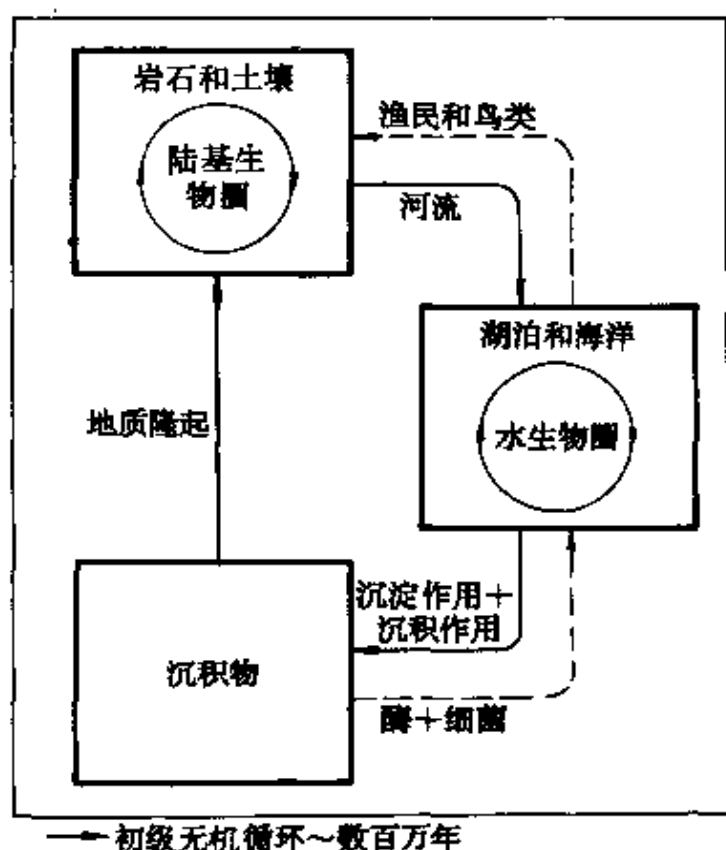 岩石和土壤
陆基生
物圈
渔民和鸟类
河流
湖泊和海洋
水生物圈
地质隆起
沉淀作用+
沉积作用
沉积物
酶+细菌
初级无机循环~数百万年